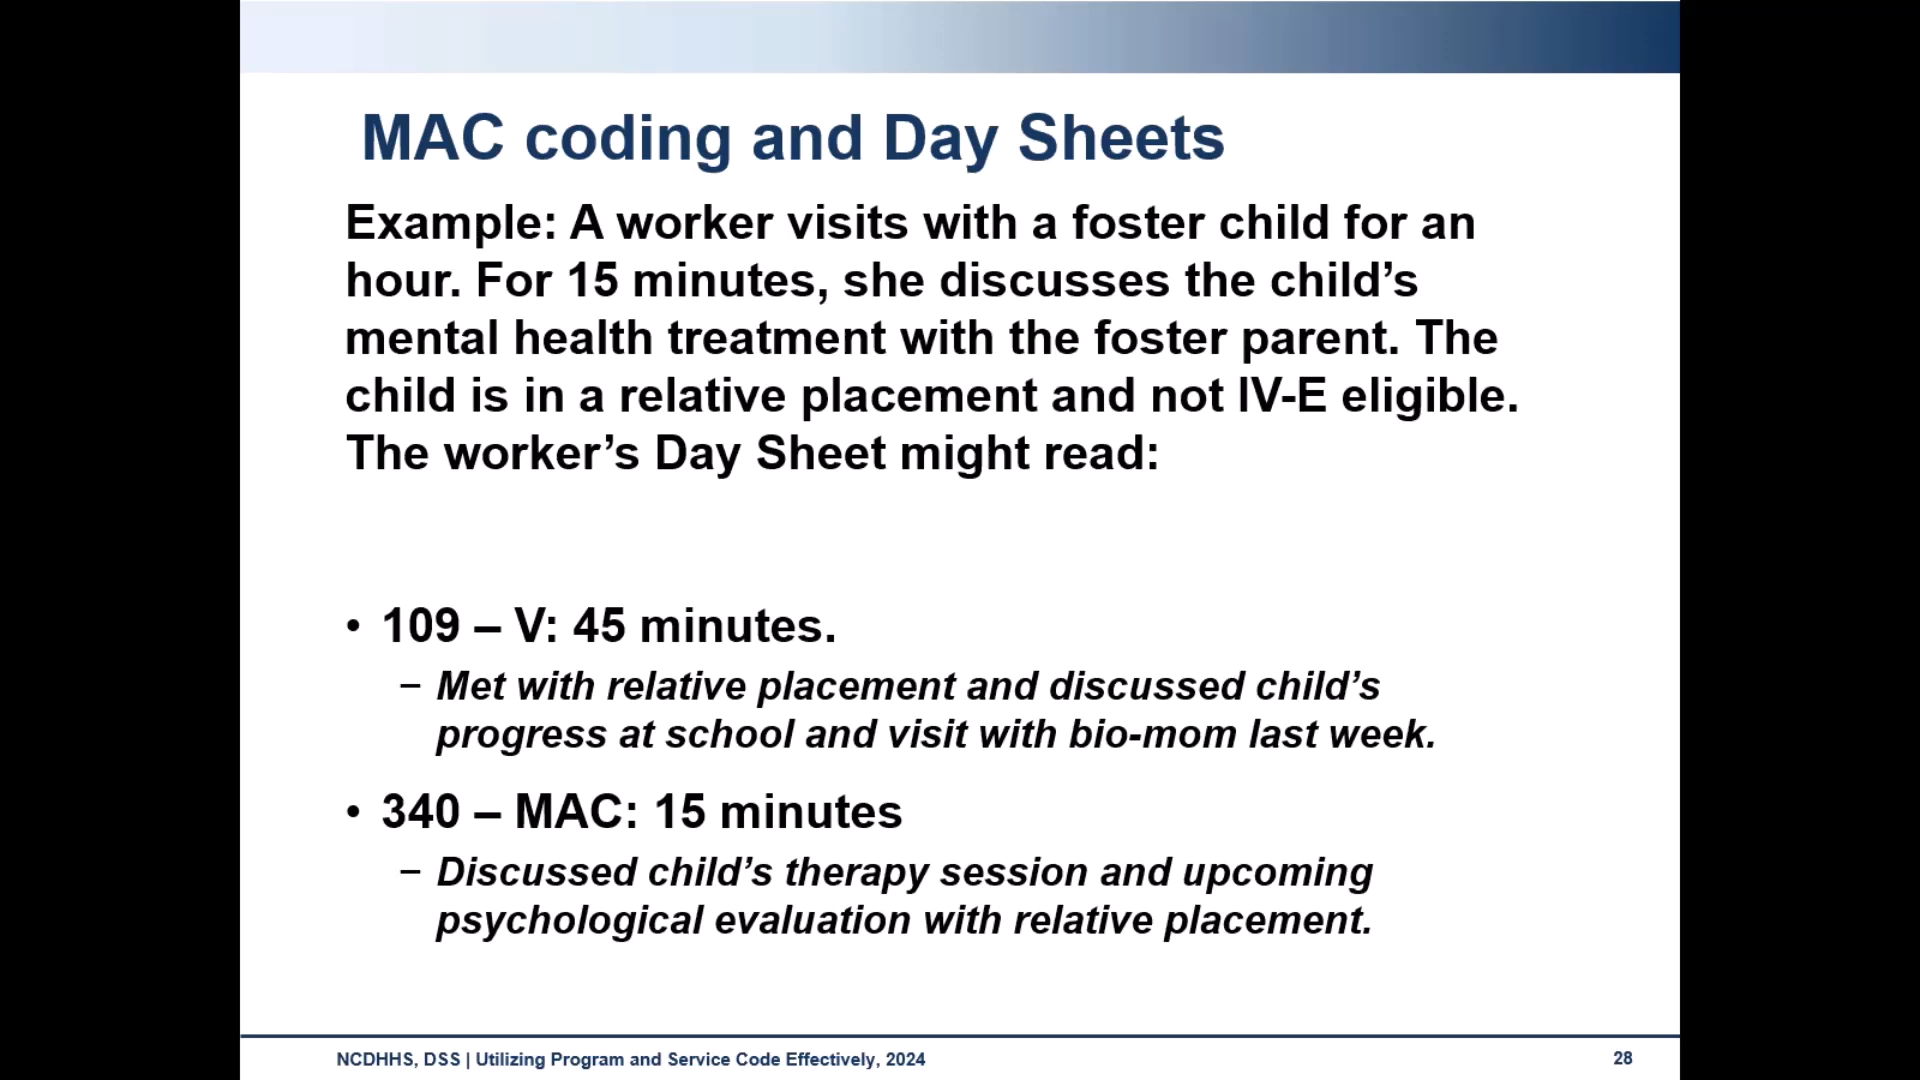 MAC coding and Day Sheets
Example: A worker visits with a foster child for an
hour. For 15 minutes, she discusses the child’s
mental health treatment with the foster parent. The
child is in a relative placement and not IV-E eligible.
The worker’s Day Sheet might read:
• 109 – V: 45 minutes.
– Met with relative placement and discussed child’s
progress at school and visit with bio-mom last week.
• 340 – MAC: 15 minutes
– Discussed child’s therapy session and upcoming
psychological evaluation with relative placement.
NCDHHS, DSS | Utilizing Program and Service Code Effectively, 2024
28